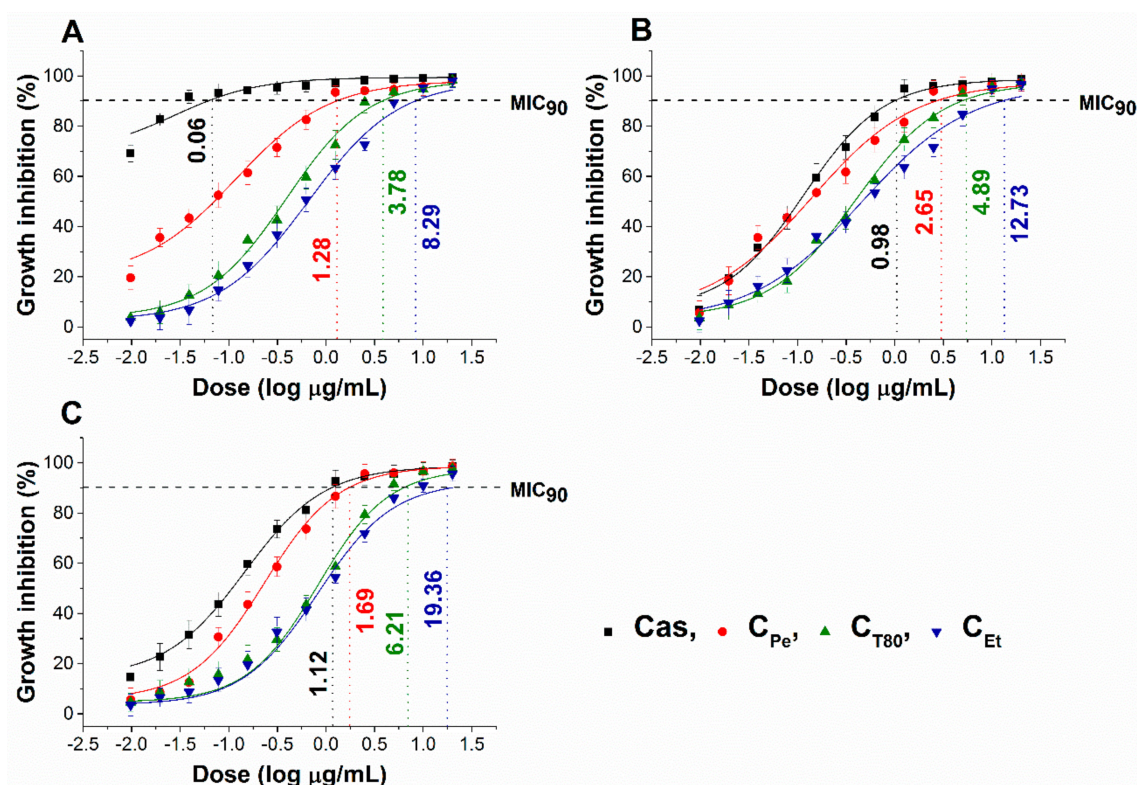 A
Growth inhibition (%)
100
80
60
40
20
0
0.06
1.28
3.78
8.29
MIC90
-2.5 -2.0 -1.5 -1.0 -0.5 0.0 0.5 1.0 1.5
Dose (log µg/mL)
B
Growth inhibition (%)
100
80
60
40
20
0
0.98
2.65
4.89
12.73
MIC90
-2.5 -2.0 -1.5 -1.0 -0.5 0.0 0.5 1.0 1.5
Dose (log µg/mL)
C
Growth inhibition (%)
100
80
60
40
20
0
1.12
1.69
6.21
19.36
MIC90
-2.5 -2.0 -1.5 -1.0 -0.5 0.0 0.5 1.0 1.5
Dose (log µg/mL)
Cas, CPe, CT80, CEt